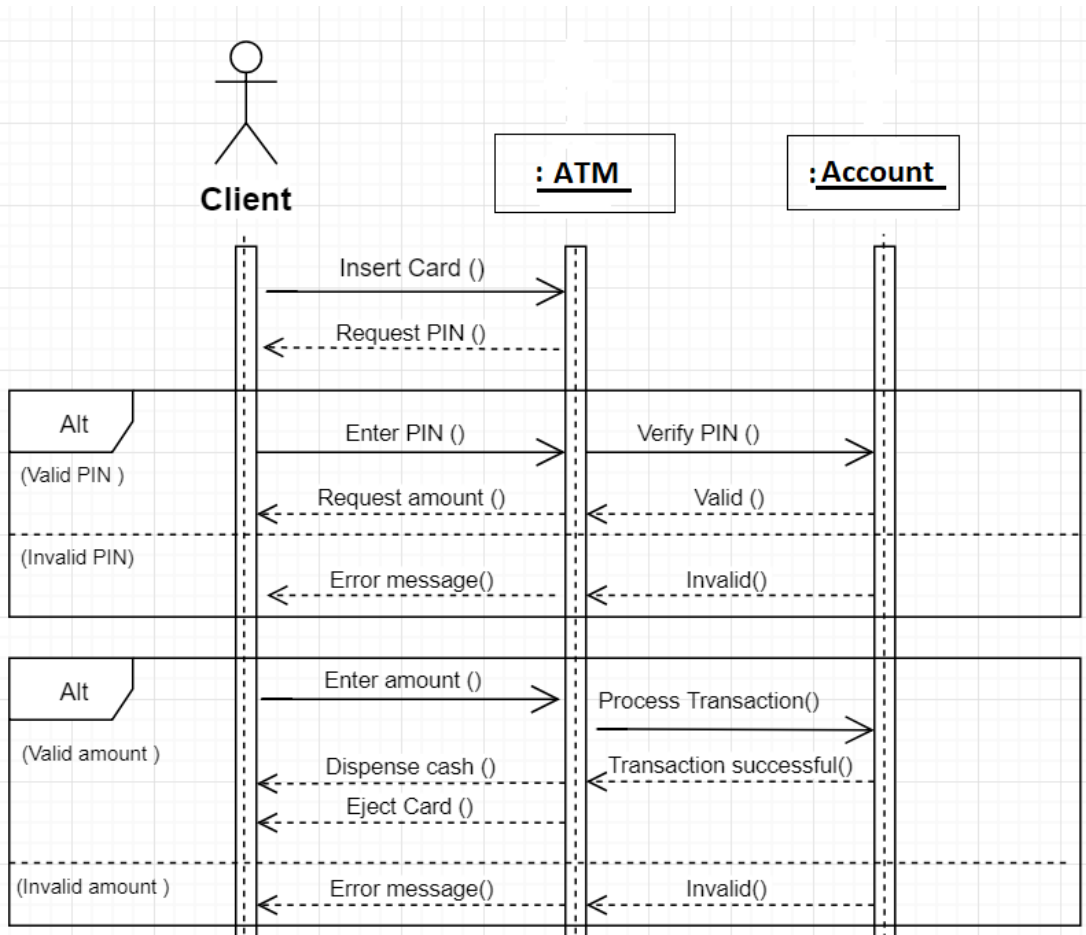 Client
: ATM
:Account
Insert Card ()
Request PIN ()
Alt
Enter PIN ()
Verify PIN ()
(Valid PIN )
Request amount ()
Valid ()
(Invalid PIN)
Error message()
Invalid()
Alt
Enter amount ()
Process Transaction()
(Valid amount )
Dispense cash ()
Transaction successful()
Eject Card ()
(Invalid amount )
Error message()
Invalid()